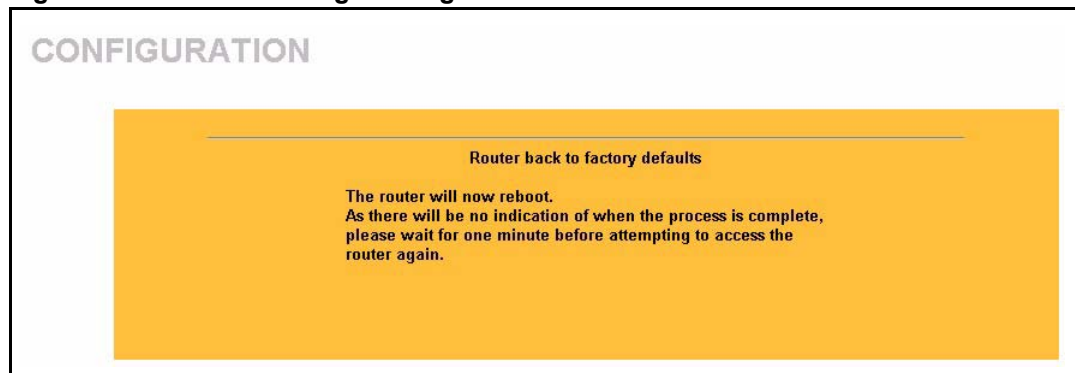 CONFIGURATION
Router back to factory defaults
The router will now reboot.
As there will be no indication of when the process is complete,
please wait for one minute before attempting to access the
router again.